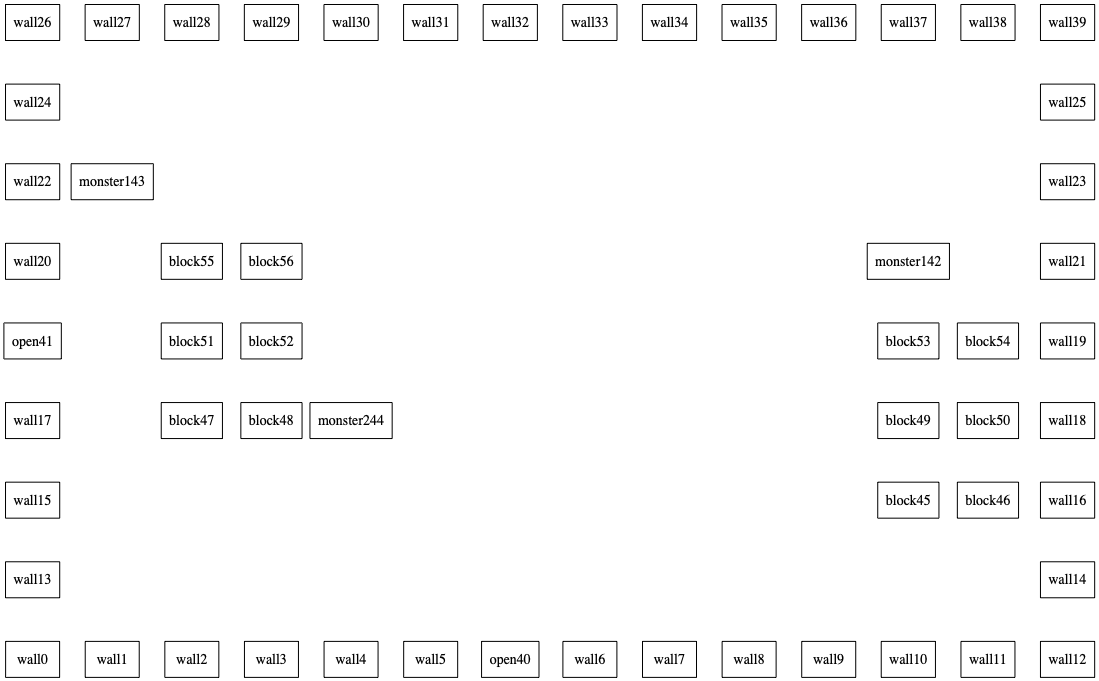 wall26 wall27 wall28 wall29 wall30 wall31 wall32 wall33 wall34 wall35 wall36 wall37 wall38 wall39
wall24 wall25
wall22 monster143 wall23
wall20 block55 block56 monster142 wall21
open41 block51 block52 block53 block54 wall19
wall17 block47 block48 monster244 block49 block50 wall18
wall15 block45 block46 wall16
wall13 wall14
wall0 wall1 wall2 wall3 wall4 wall5 open40 wall6 wall7 wall8 wall9 wall10 wall11 wall12